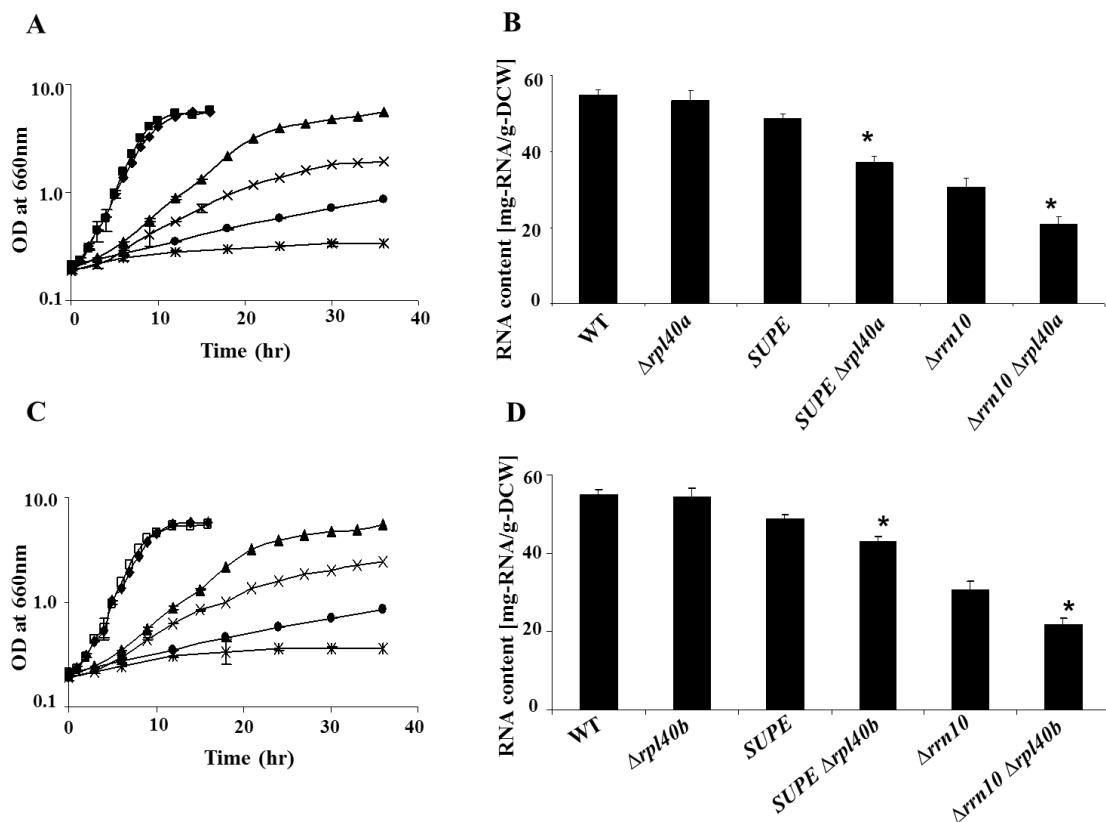 A
10.0
1.0
0.1
OD at 660nm
0
10
20
30
40
Time (hr)
B
60
40
20
0
RNA content [mg-RNA/g-DCW]
*
*
WT
Δrpl40a
SUPE
SUPE Δrpl40a
Δrrn10
Δrrn10 Δrpl40a
C
10.0
1.0
0.1
OD at 660nm
0
10
20
30
40
Time (hr)
D
60
40
20
0
RNA content [mg-RNA/g-DCW]
*
*
WT
Δrpl40b
SUPE
SUPE Δrpl40b
Δrrn10
Δrrn10 Δrpl40b